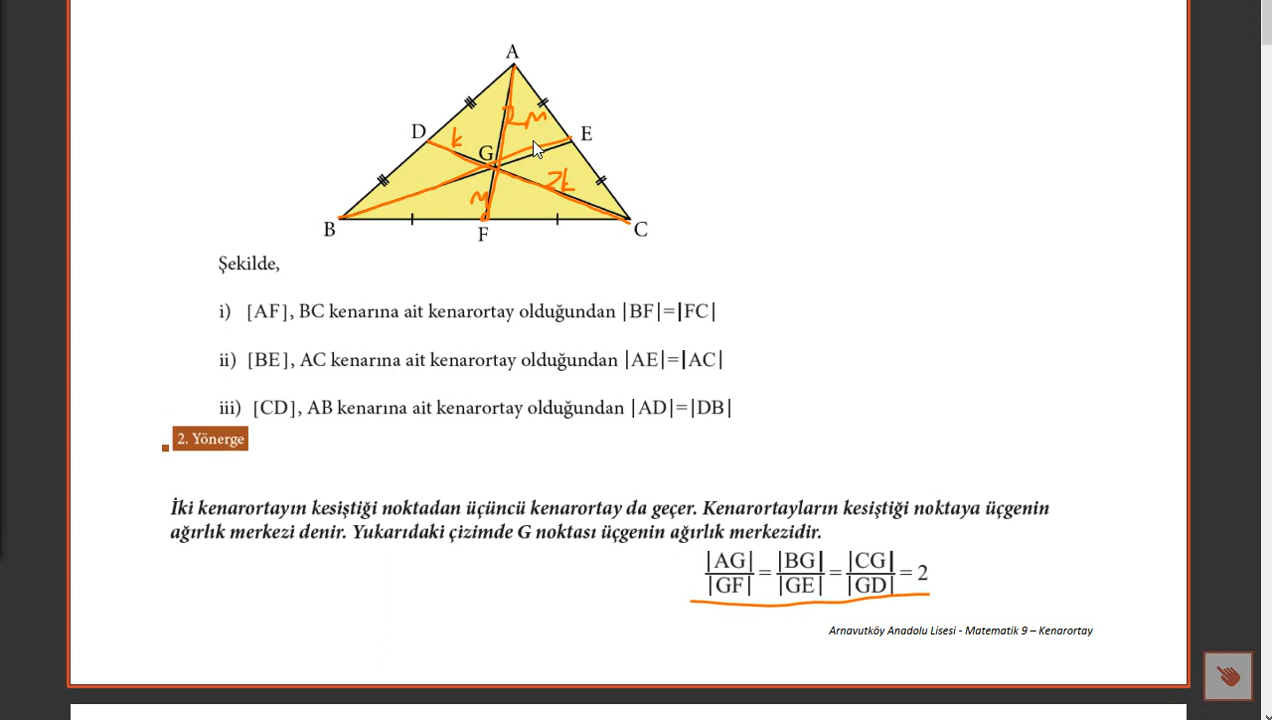 A
D
k
2m
E
G
2k
m
B
F
C
Şekilde,
i) [AF], BC kenarına ait kenarortay olduğundan |BF|=|FC|
ii) [BE], AC kenarına ait kenarortay olduğundan |AE|=|AC|
iii) [CD], AB kenarına ait kenarortay olduğundan |AD|=|DB|
2. Yönerge
İki kenarortayın kesiştiği noktadan üçüncü kenarortay da geçer. Kenarortayların kesiştiği noktaya üçgenin
ağırlık merkezi denir. Yukarıdaki çizimde G noktası üçgenin ağırlık merkezidir.
|AG|/|GF| = |BG|/|GE| = |CG|/|GD| = 2
Arnavutköy Anadolu Lisesi - Matematik 9 – Kenarortay